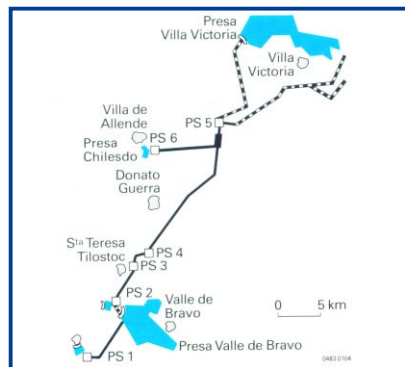 Presa
Villa Victoria
Villa
Victoria
Villa de
Allende
PS 5
PS 6
Presa
Chilesdo
Donato
Guerra
Sta Teresa
Tilostoc
PS 4
PS 3
PS 2
Valle de
Bravo
0 5 km
PS 1
Presa Valle de Bravo
0483 0104